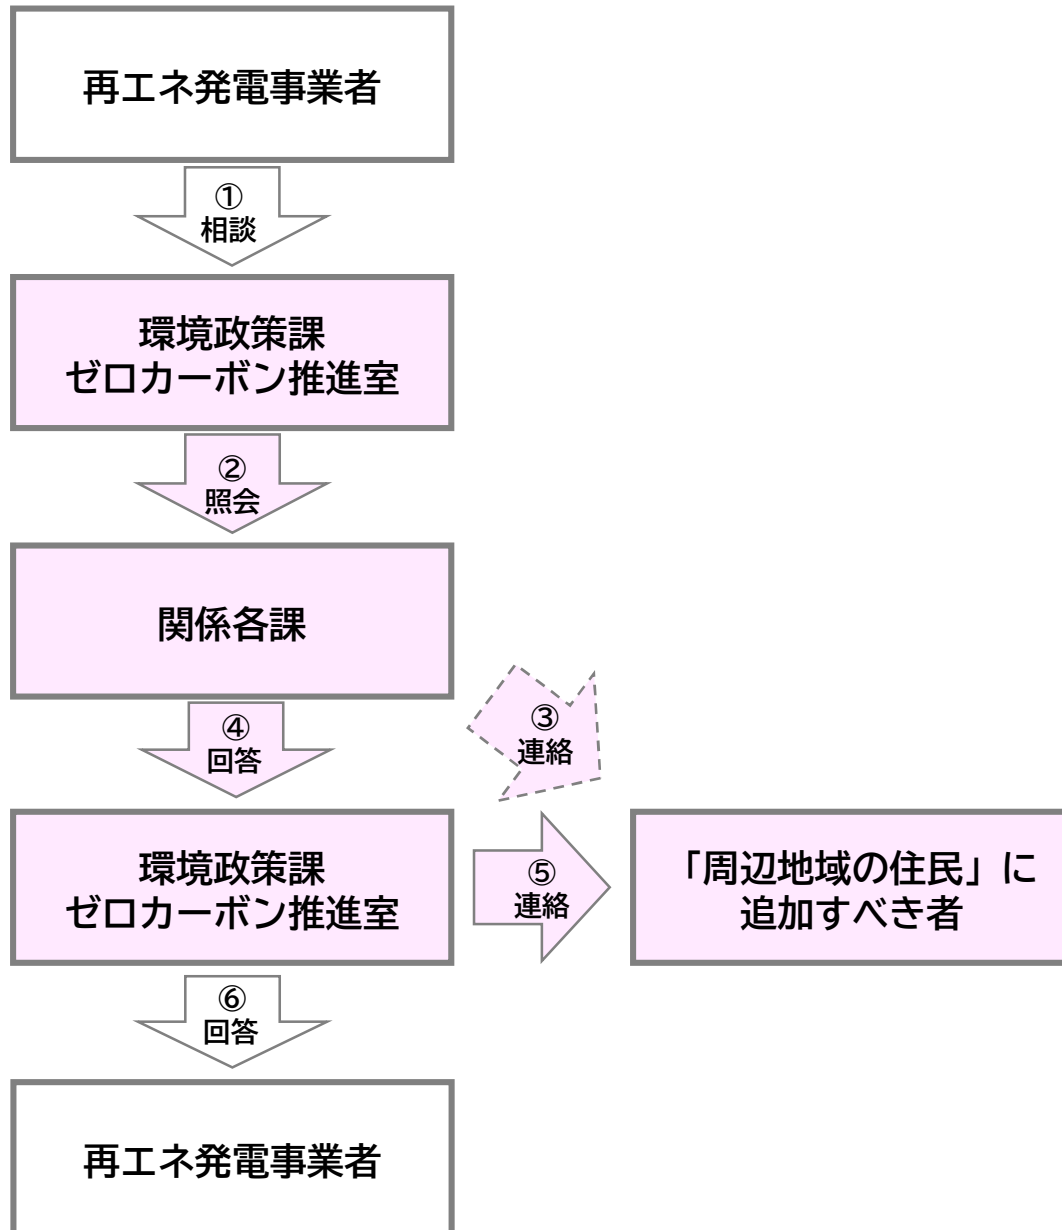 再エネ発電事業者
①
相談
環境政策課
ゼロカーボン推進室
②
照会
関係各課
③
連絡
④
回答
環境政策課
ゼロカーボン推進室
⑤
連絡
「周辺地域の住民」に
追加すべき者
⑥
回答
再エネ発電事業者